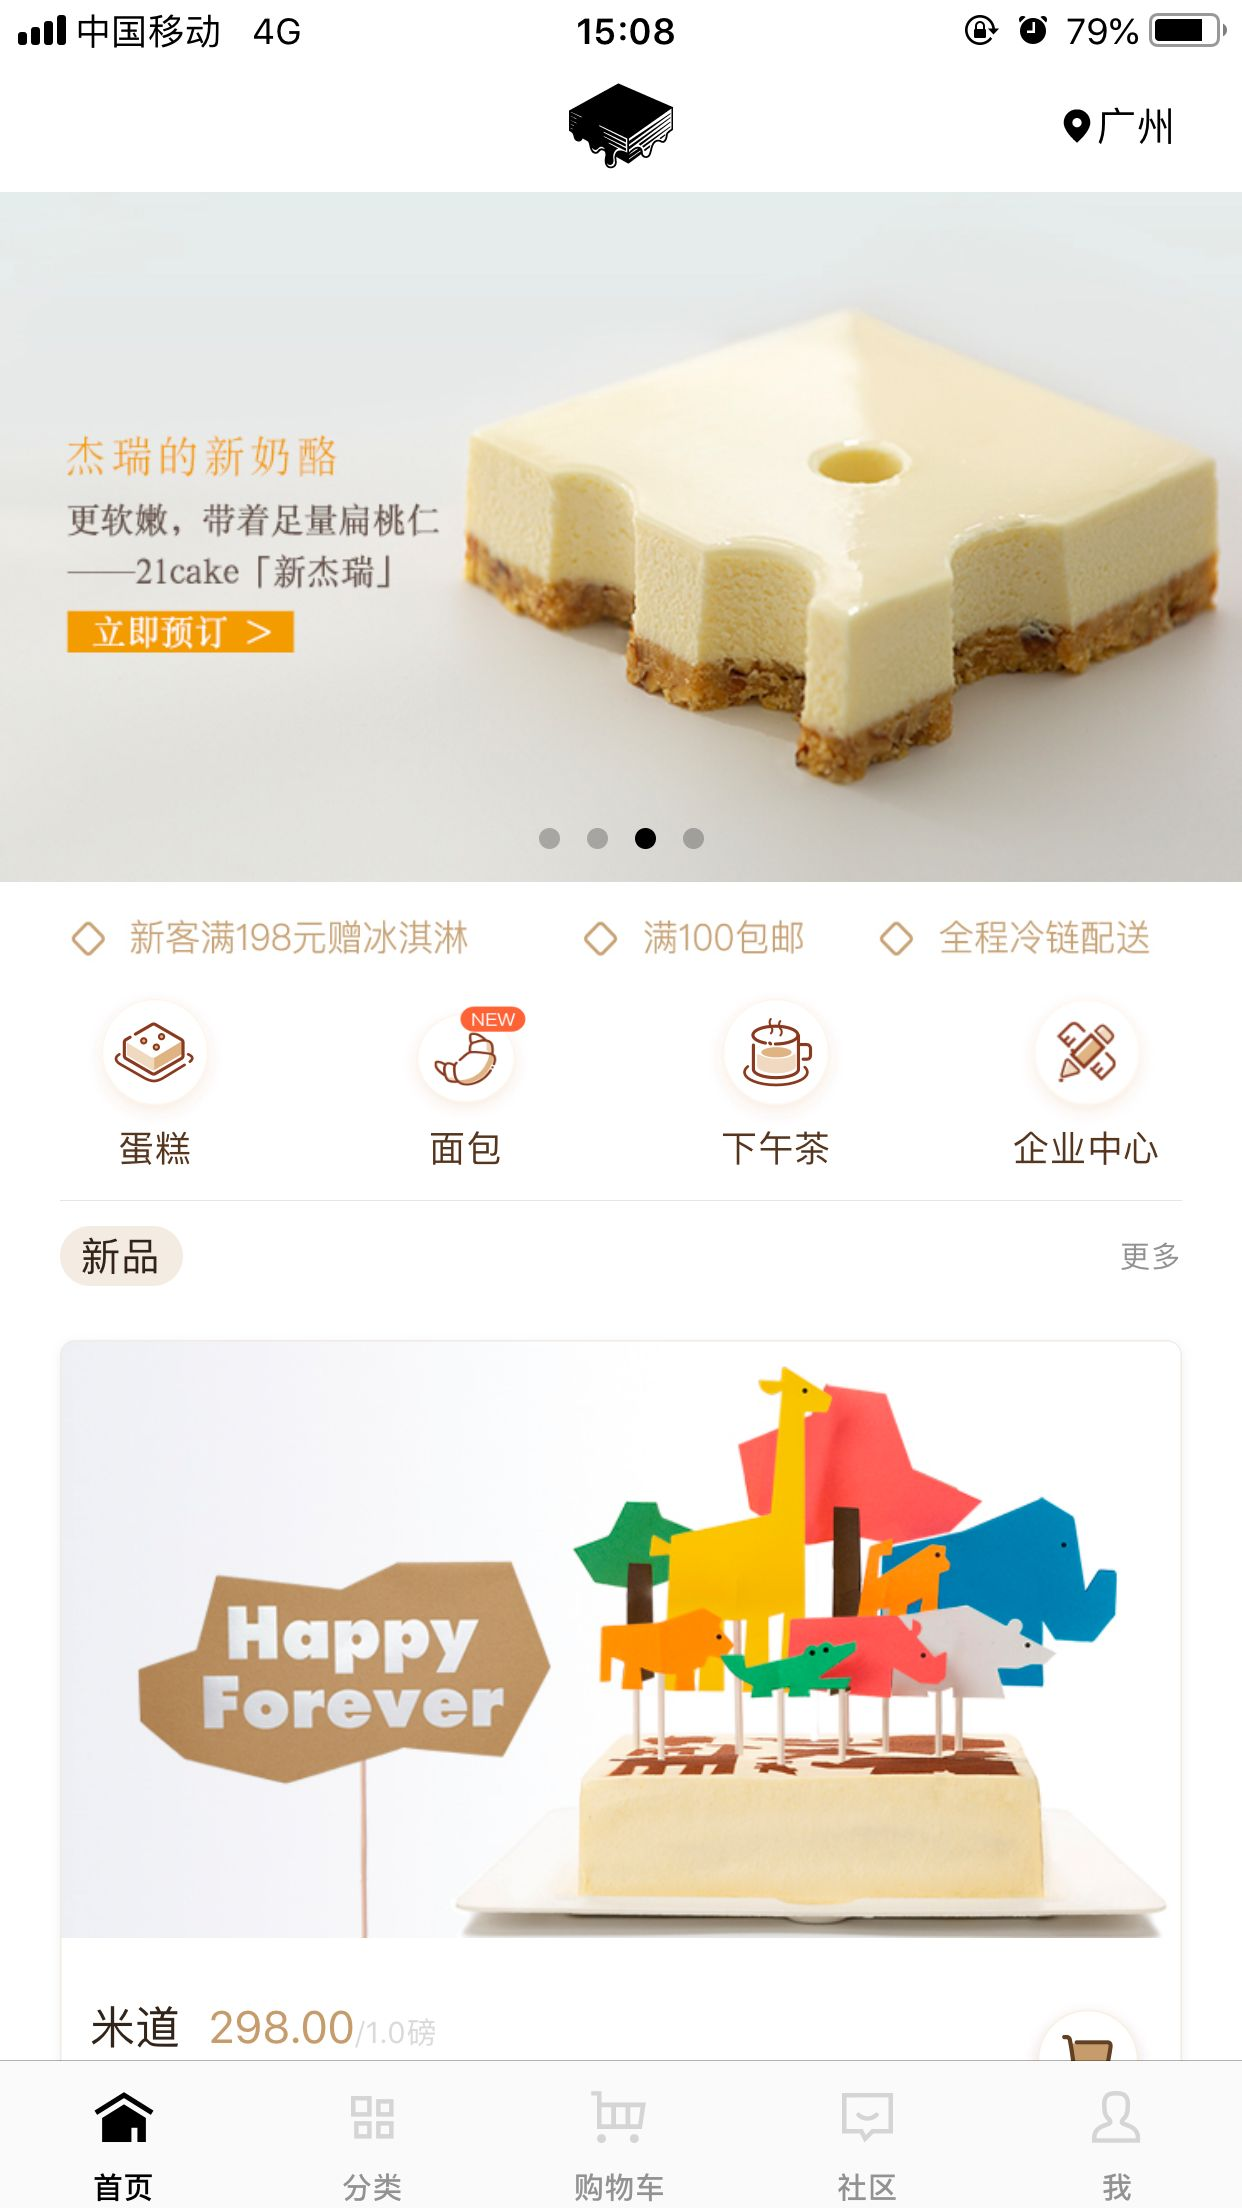 中国移动 4G 15:08 79%
广州
杰瑞的新奶酪
更软嫩，带着足量扁桃仁
——21cake「新杰瑞」
立即预订 >
新客满198元赠冰淇淋 满100包邮 全程冷链配送
NEW
蛋糕 面包 下午茶 企业中心
新品 更多
Happy
Forever
米道 298.00/1.0磅
首页 分类 购物车 社区 我